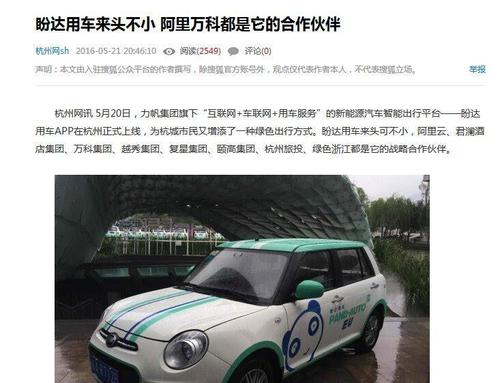 盼达用车来头不小 阿里万科都是它的合作伙伴
杭州网sh 2016-05-21 20:46:10 阅读(2549) 评论(0)
声明：本文由入驻搜狐公众平台的作者撰写，除搜狐官方账号外，观点仅代表作者本人，不代表搜狐立场。 举报
杭州网讯 5月20日，力帆集团旗下“互联网+车联网+用车服务”的新能源汽车智能出行平台——盼达
用车APP在杭州正式上线，为杭城市民又增添了一种绿色出行方式。盼达用车来头可不小，阿里云、君澜酒
店集团、万科集团、越秀集团、复星集团、颐高集团、杭州旅投、绿色浙江都是它的战略合作伙伴。
PAND-AUTO
EV